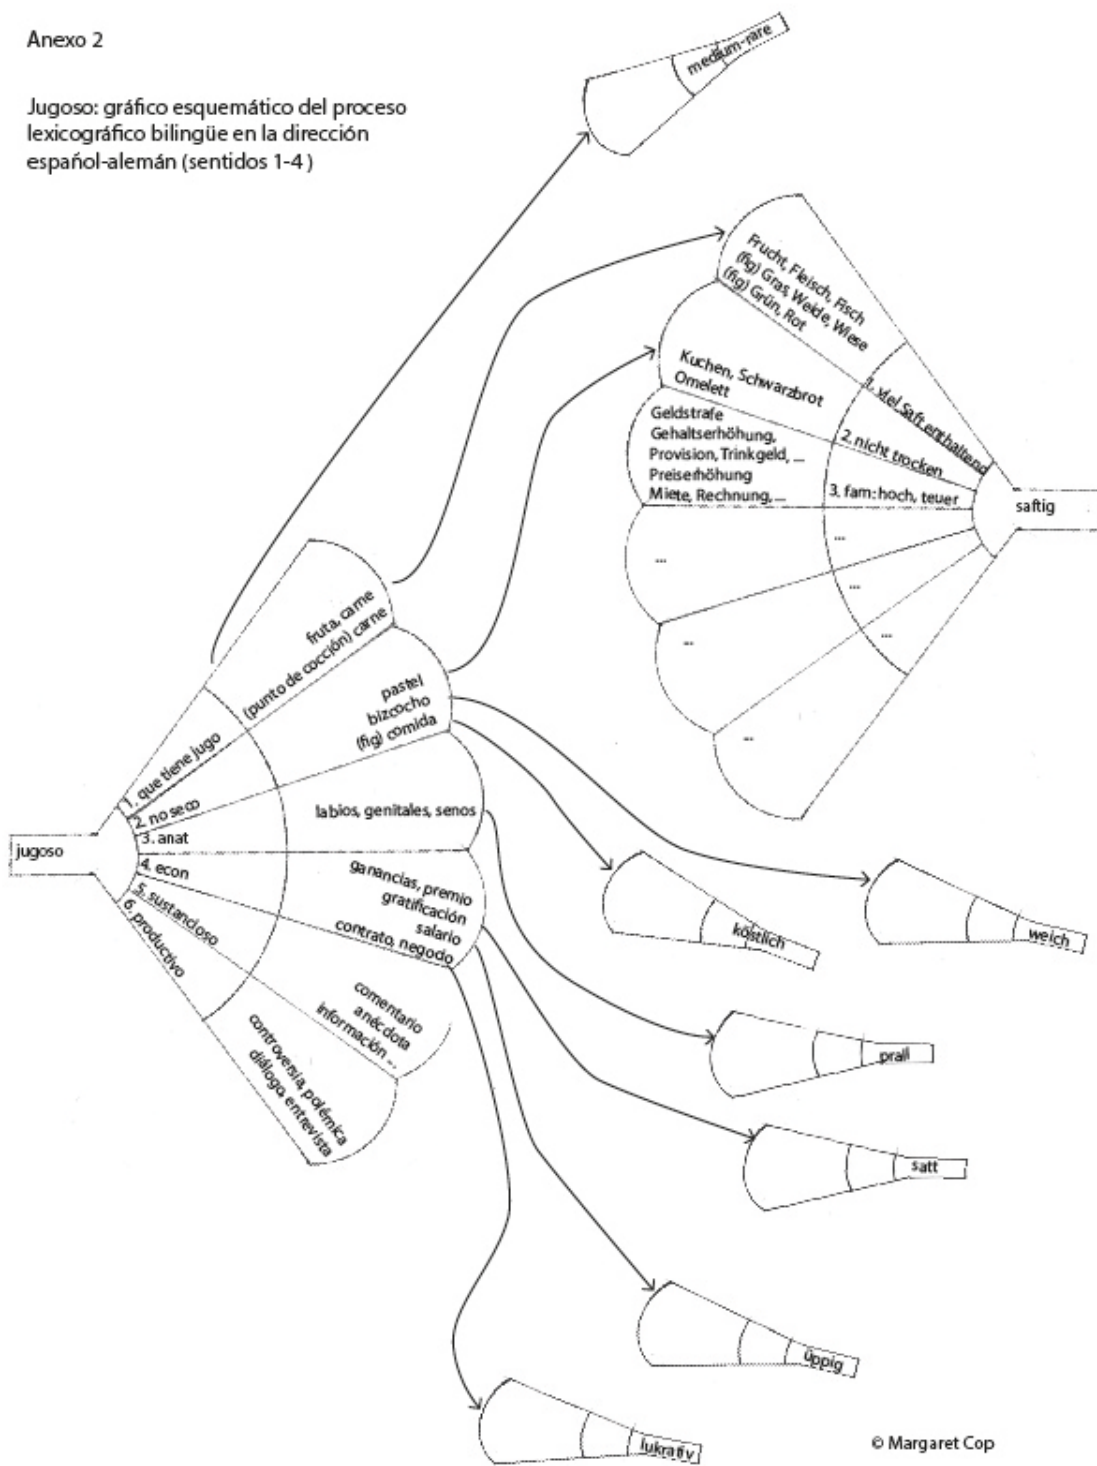 Anexo 2
Jugoso: gráfico esquemático del proceso
lexicográfico bilingüe en la dirección
español-alemán (sentidos 1-4 )
medium-rare
Frucht, Fleisch, Fisch
(fig) Gras, Weide, Wiese
(fig) Grün, Rot
1. viel Saft enthaltend
Kuchen, Schwarzbrot
Omelett
2. nicht trocken
Geldstrafe
Gehaltserhöhung,
Provision, Trinkgeld, ...
Preiserhöhung
Miete, Rechnung, ...
3. fam: hoch, teuer
saftig
...
...
...
...
...
...
fruta, carne
(punto de cocción) carne
1. que tiene jugo
pastel
bizcocho
(fig) comida
2. no seco
labios, genitales, senos
3. anat
jugoso
4. econ
ganancias, premio
gratificación
salario
contrato, negocio
5. sustancioso
comentario
anécdota
información ...
6. productivo
controversia, polémica
diálogo, entrevista
köstlich
weich
prall
satt
üppig
lukrativ
© Margaret Cop